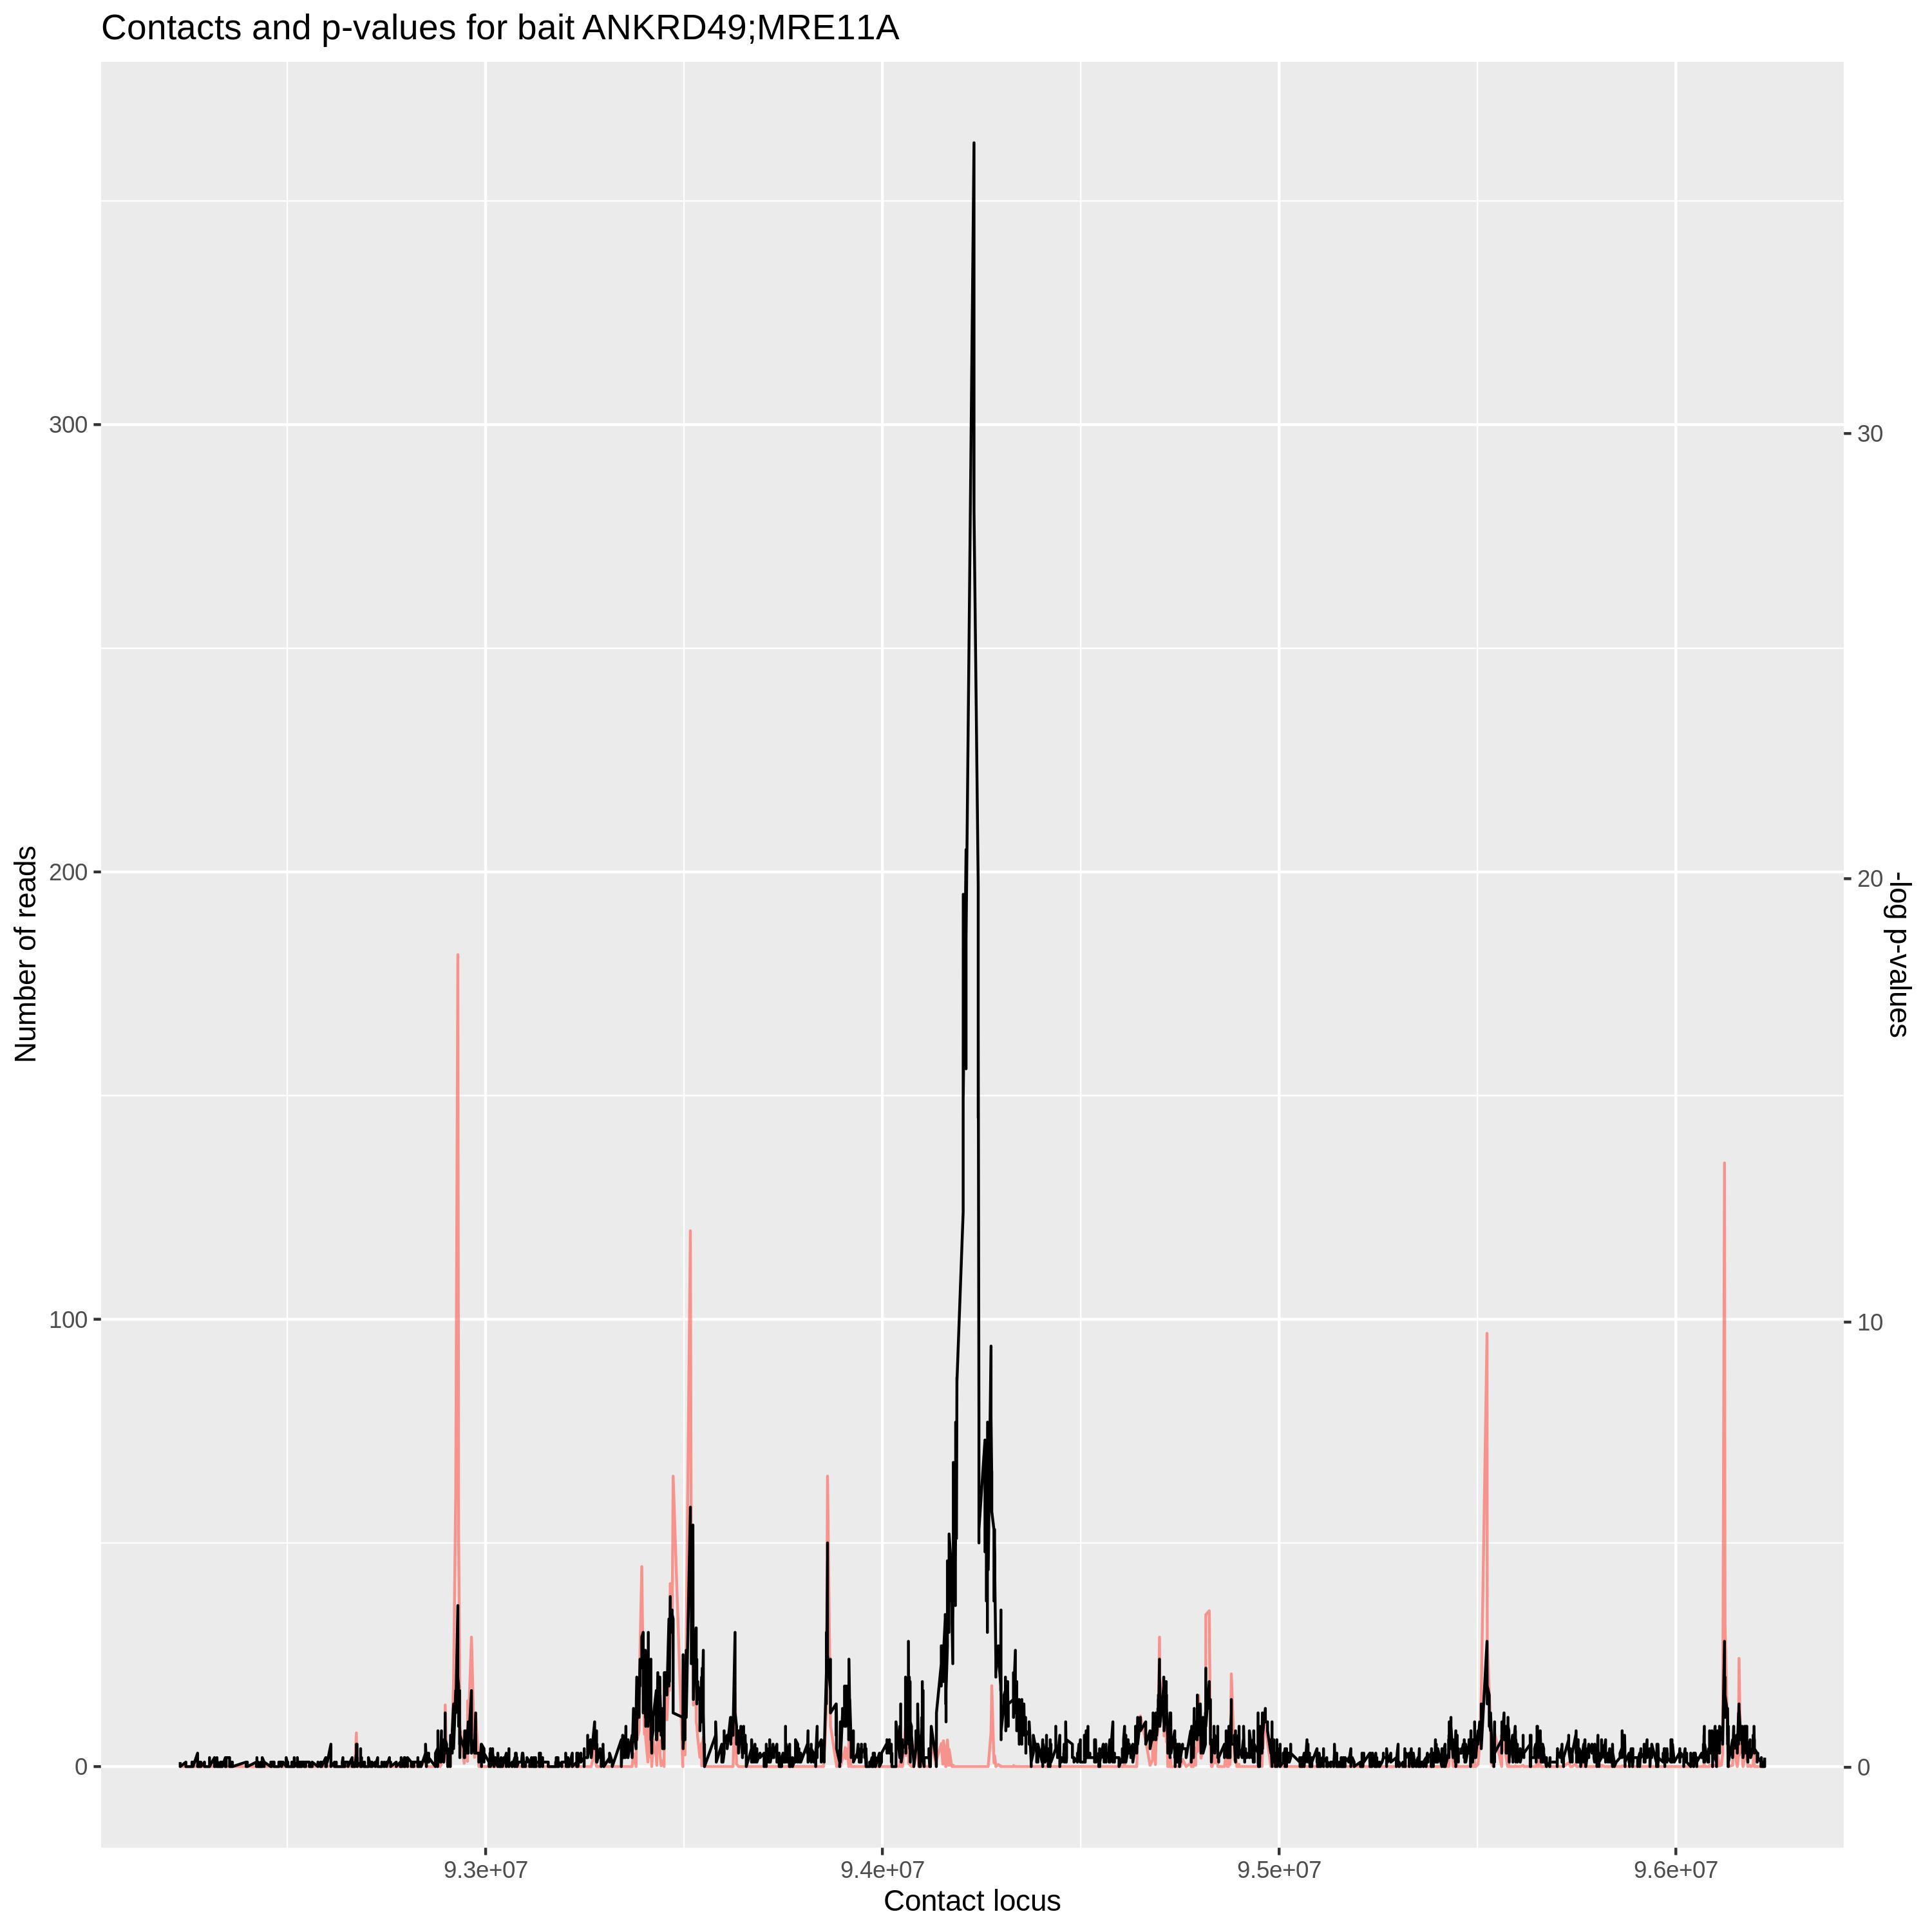 Contacts and p-values for bait ANKRD49;MRE11A
Number of reads
300
200
100
0
30
20
10
0
-log p-values
9.3e+07
9.4e+07
9.5e+07
9.6e+07
Contact locus